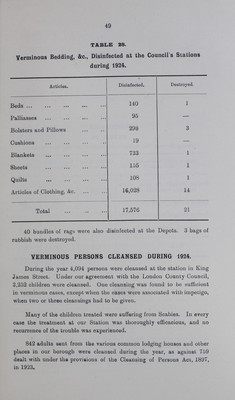 49
TABLE 28.
Verminous Bedding, &c., Disinfected at the Council's Stations
during 1924.
Articles. Disinfected. Destroyed.
Beds ... ... ... ... ... 140 1
Palliasses ... ... ... ... 95 —
Bolsters and Pillows ... ... 298 3
Cushions ... ... ... ... 19 —
Blankets ... ... ... ... 733 1
Sheets ... ... ... ... 155 1
Quilts ... ... ... ... 108 1
Articles of Clothing, &c. ... ... 16,028 14
Total ... ... ... 17,576 21
40 bundles of rags were also disinfected at the Depots. 3 bags of
rubbish were destroyed.
VERMINOUS PERSONS CLEANSED DURING 1924.
During the year 4,094 persons were cleansed at the station in King
James Street. Under our agreement with the London County Council,
3,252 children were cleansed. One cleansing was found to be sufficient
in verminous cases, except when the cases were associated with impetigo,
when two or three cleansings had to be given.
Many of the children treated were suffering from Scabies. In every
case the treatment at our Station was thoroughly efficacious, and no
recurrence of the trouble was experienced.
842 adults sent from the various common lodging houses and other
places in our borough were cleansed during the year, as against 759
dealt with under the provisions of the Cleansing of Persons Act, 1897,
in 1923.